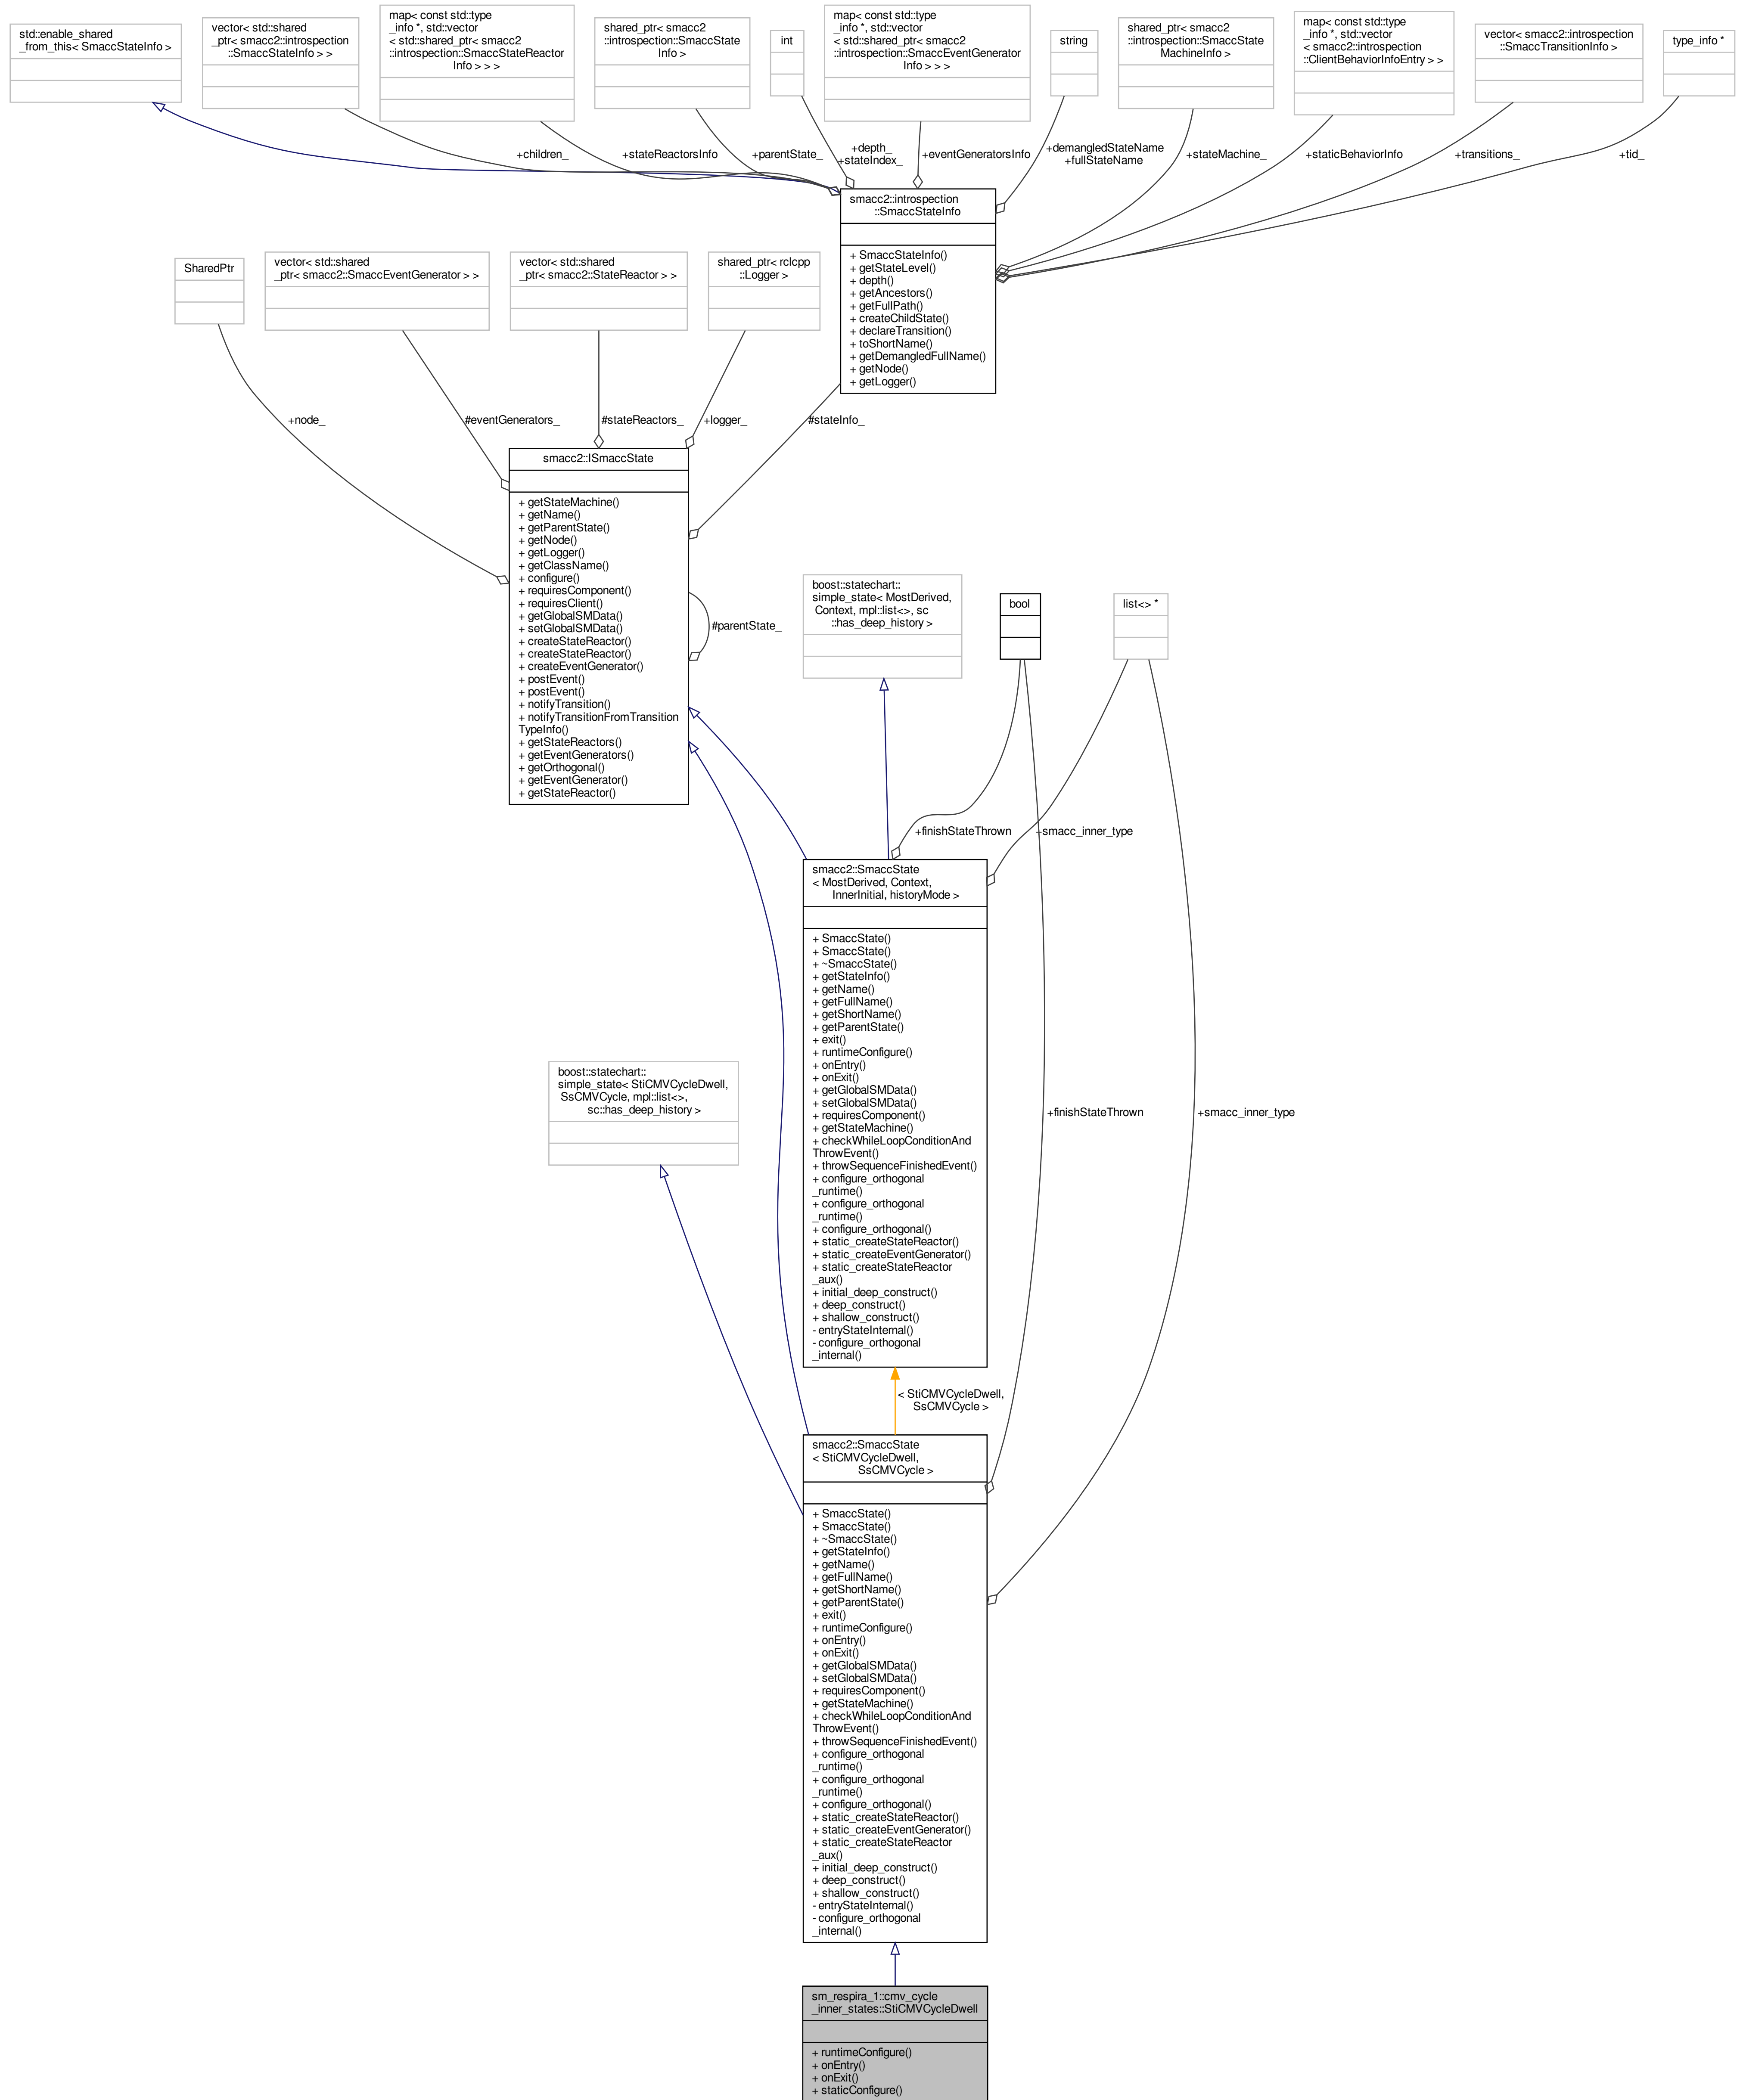 std::enable_shared
_from_this< SmaccStateInfo >
vector< std::shared
_ptr< smacc2::introspection
::SmaccStateInfo > >
map< const std::type
_info *, std::vector
< std::shared_ptr< smacc2
::introspection::SmaccStateReactor
Info > > >
shared_ptr< smacc2
::introspection::SmaccState
Info >
int
map< const std::type
_info *, std::vector
< std::shared_ptr< smacc2
::introspection::SmaccEventGenerator
Info > > >
string
shared_ptr< smacc2
::introspection::SmaccState
MachineInfo >
map< const std::type
_info *, std::vector
< smacc2::introspection
::ClientBehaviorInfoEntry > >
vector< smacc2::introspection
::SmaccTransitionInfo >
type_info *
+children_
+stateReactorsInfo
+parentState_
+depth_
+stateIndex_
+eventGeneratorsInfo
+demangledStateName
+fullStateName
+stateMachine_
+staticBehaviorInfo
+transitions_
+tid_
smacc2::introspection
::SmaccStateInfo
+ SmaccStateInfo()
+ getStateLevel()
+ depth()
+ getAncestors()
+ getFullPath()
+ createChildState()
+ declareTransition()
+ toShortName()
+ getDemangledFullName()
+ getNode()
+ getLogger()
SharedPtr
vector< std::shared
_ptr< smacc2::SmaccEventGenerator > >
vector< std::shared
_ptr< smacc2::StateReactor > >
shared_ptr< rclcpp
::Logger >
+node_
#eventGenerators_
#stateReactors_
+logger_
#stateInfo_
smacc2::ISmaccState
+ getStateMachine()
+ getName()
+ getParentState()
+ getNode()
+ getLogger()
+ getClassName()
+ configure()
+ requiresComponent()
+ requiresClient()
+ getGlobalSMData()
+ setGlobalSMData()
+ createStateReactor()
+ createStateReactor()
+ createEventGenerator()
+ postEvent()
+ postEvent()
+ notifyTransition()
+ notifyTransitionFromTransition
TypeInfo()
+ getStateReactors()
+ getEventGenerators()
+ getOrthogonal()
+ getEventGenerator()
+ getStateReactor()
#parentState_
boost::statechart::
simple_state< MostDerived,
Context, mpl::list<>, sc
::has_deep_history >
bool
list<> *
+finishStateThrown
+smacc_inner_type
smacc2::SmaccState
< MostDerived, Context,
InnerInitial, historyMode >
+ SmaccState()
+ SmaccState()
+ ~SmaccState()
+ getStateInfo()
+ getName()
+ getFullName()
+ getShortName()
+ getParentState()
+ exit()
+ runtimeConfigure()
+ onEntry()
+ onExit()
+ getGlobalSMData()
+ setGlobalSMData()
+ requiresComponent()
+ getStateMachine()
+ checkWhileLoopConditionAnd
ThrowEvent()
+ throwSequenceFinishedEvent()
+ configure_orthogonal
_runtime()
+ configure_orthogonal
_runtime()
+ configure_orthogonal()
+ static_createStateReactor()
+ static_createEventGenerator()
+ static_createStateReactor
_aux()
+ initial_deep_construct()
+ deep_construct()
+ shallow_construct()
- entryStateInternal()
- configure_orthogonal
_internal()
boost::statechart::
simple_state< StiCMVCycleDwell,
SsCMVCycle, mpl::list<>,
sc::has_deep_history >
+finishStateThrown
+smacc_inner_type
< StiCMVCycleDwell,
SsCMVCycle >
smacc2::SmaccState
< StiCMVCycleDwell,
SsCMVCycle >
+ SmaccState()
+ SmaccState()
+ ~SmaccState()
+ getStateInfo()
+ getName()
+ getFullName()
+ getShortName()
+ getParentState()
+ exit()
+ runtimeConfigure()
+ onEntry()
+ onExit()
+ getGlobalSMData()
+ setGlobalSMData()
+ requiresComponent()
+ getStateMachine()
+ checkWhileLoopConditionAnd
ThrowEvent()
+ throwSequenceFinishedEvent()
+ configure_orthogonal
_runtime()
+ configure_orthogonal
_runtime()
+ configure_orthogonal()
+ static_createStateReactor()
+ static_createEventGenerator()
+ static_createStateReactor
_aux()
+ initial_deep_construct()
+ deep_construct()
+ shallow_construct()
- entryStateInternal()
- configure_orthogonal
_internal()
sm_respira_1::cmv_cycle
_inner_states::StiCMVCycleDwell
+ runtimeConfigure()
+ onEntry()
+ onExit()
+ staticConfigure()